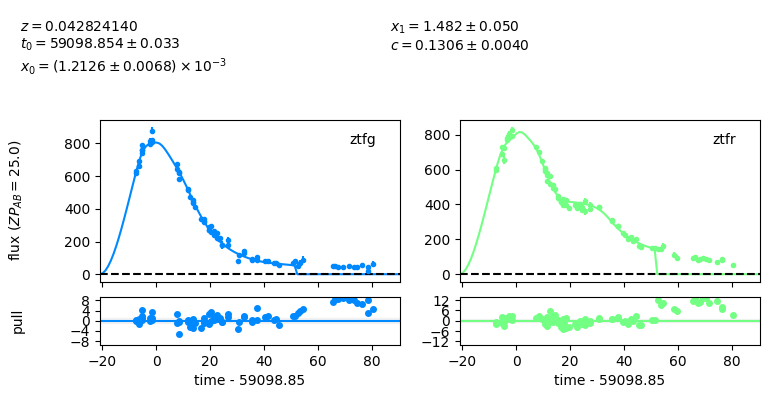 z = 0.042824140
t₀ = 59098.854 ± 0.033
x₀ = (1.2126 ± 0.0068) × 10⁻³
x₁ = 1.482 ± 0.050
c = 0.1306 ± 0.0040
flux (ZP_AB = 25.0)
800
600
400
200
0
ztfg
800
600
400
200
0
ztfr
pull
8
4
0
−4
−8
12
6
0
−6
−12
−20 0 20 40 60 80
−20 0 20 40 60 80
time - 59098.85
time - 59098.85